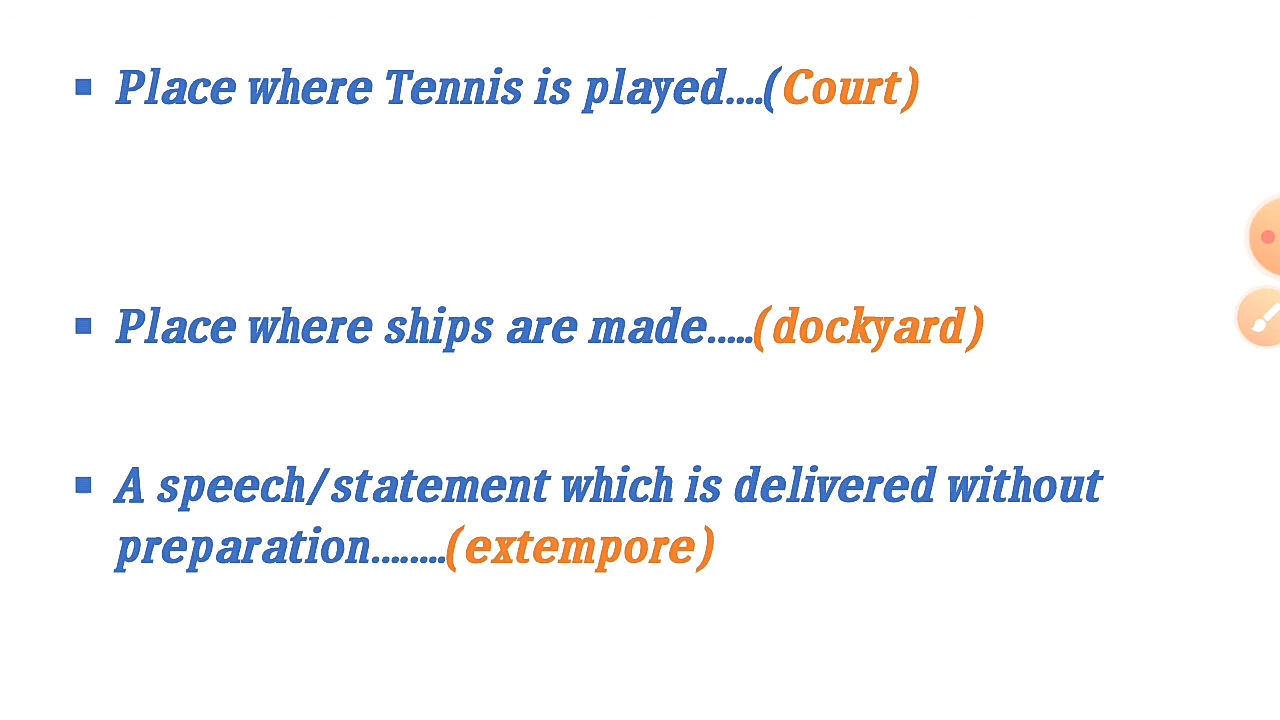 ▪ Place where Tennis is played....(Court)
▪ Place where ships are made.....(dockyard)
▪ A speech/statement which is delivered without
preparation........(extempore)